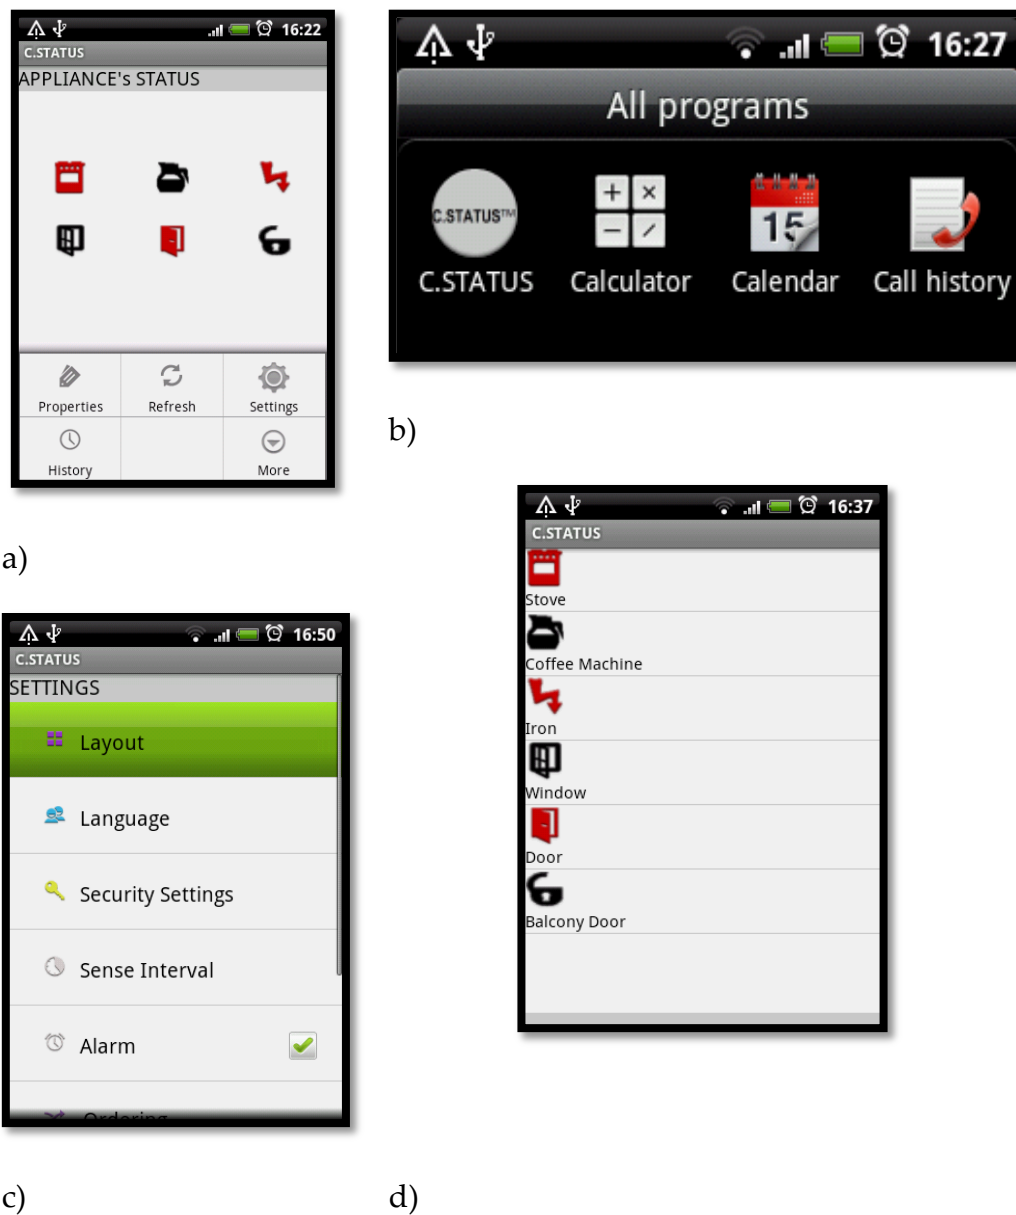 16:22
C.STATUS
APPLIANCE's STATUS
Properties Refresh Settings
History More
a)
16:27
All programs
C.STATUS™
15
C.STATUS Calculator Calendar Call history
b)
16:50
C.STATUS
SETTINGS
Layout
Language
Security Settings
Sense Interval
Alarm
Ordering
c)
16:37
C.STATUS
Stove
Coffee Machine
Iron
Window
Door
Balcony Door
d)